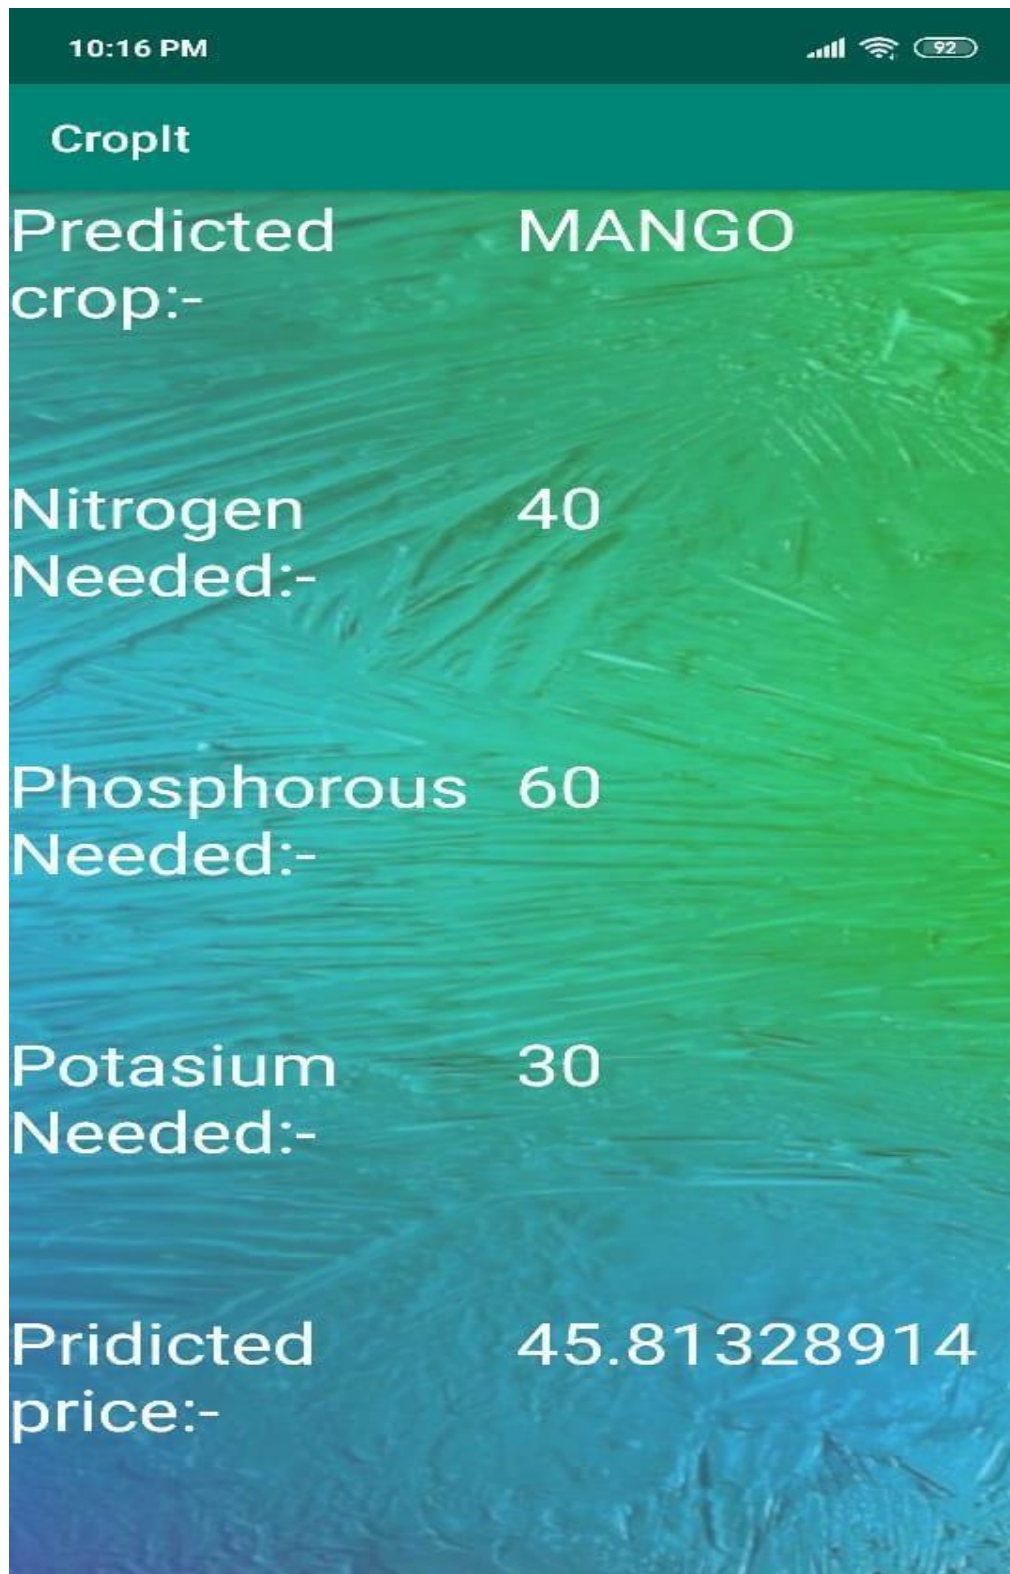 10:16 PM 92
CropIt
Predicted MANGO
crop:-
Nitrogen 40
Needed:-
Phosphorous 60
Needed:-
Potasium 30
Needed:-
Pridicted 45.81328914
price:-